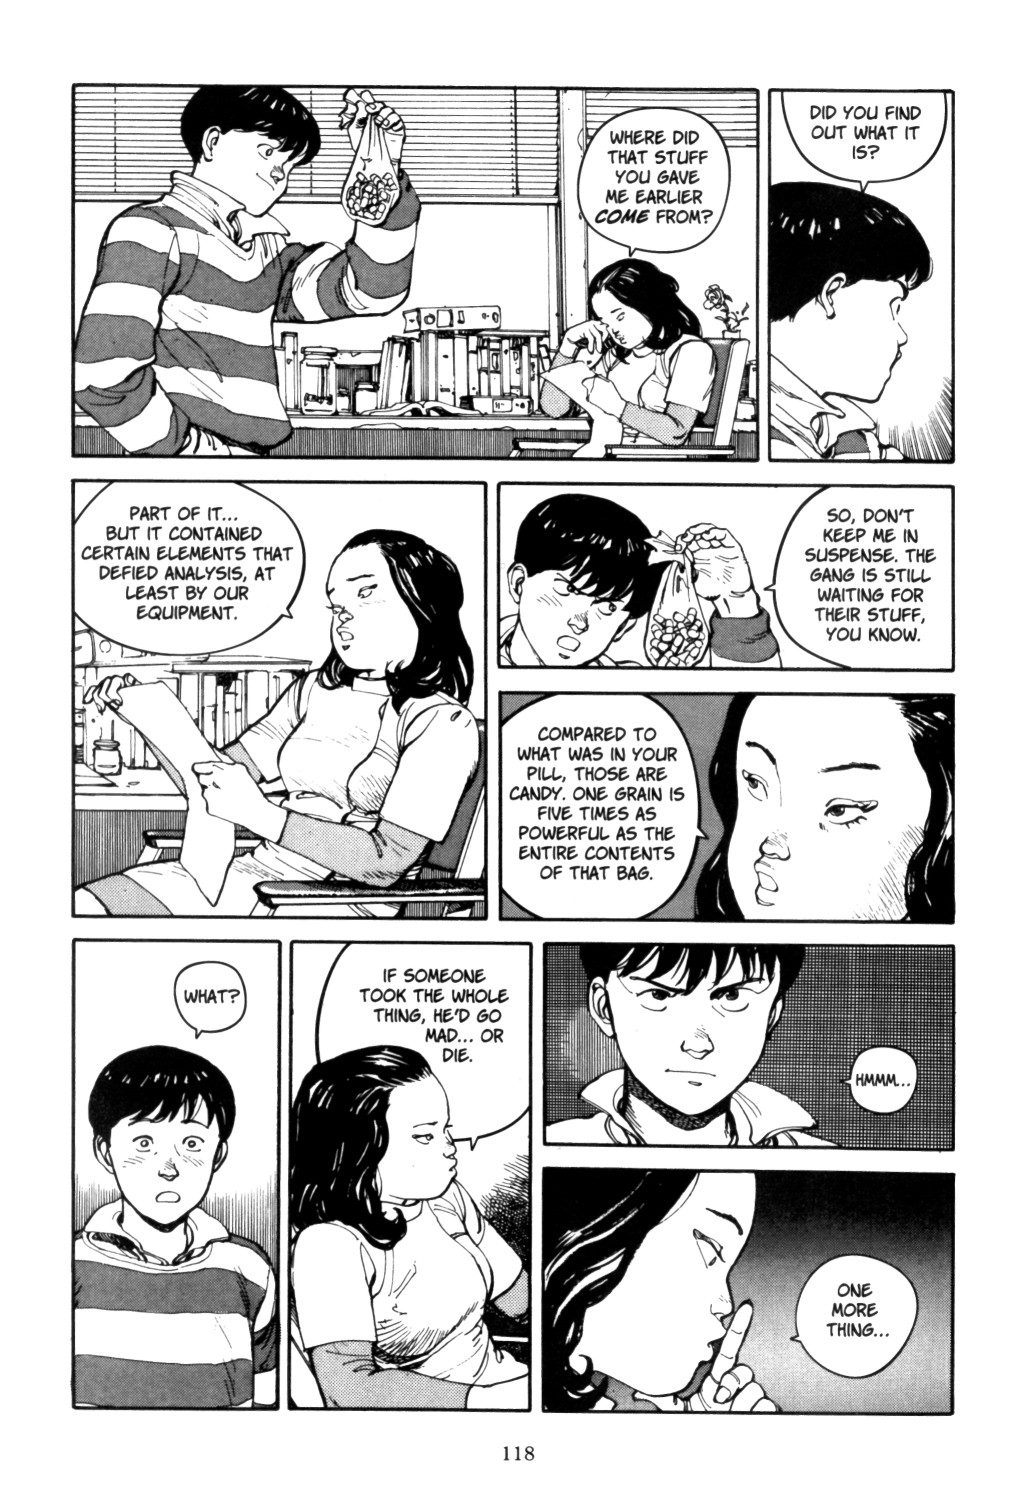 WHERE DID
THAT STUFF
YOU GAVE
ME EARLIER
COME FROM?
DID YOU FIND
OUT WHAT IT
IS?
PART OF IT...
BUT IT CONTAINED
CERTAIN ELEMENTS THAT
DEFIED ANALYSIS, AT
LEAST BY OUR
EQUIPMENT.
SO, DON'T
KEEP ME IN
SUSPENSE. THE
GANG IS STILL
WAITING FOR
THEIR STUFF,
YOU KNOW.
COMPARED TO
WHAT WAS IN YOUR
PILL, THOSE ARE
CANDY. ONE GRAIN IS
FIVE TIMES AS
POWERFUL AS THE
ENTIRE CONTENTS
OF THAT BAG.
WHAT?
IF SOMEONE
TOOK THE WHOLE
THING, HE'D GO
MAD... OR
DIE.
HMMM...
ONE
MORE
THING...
118